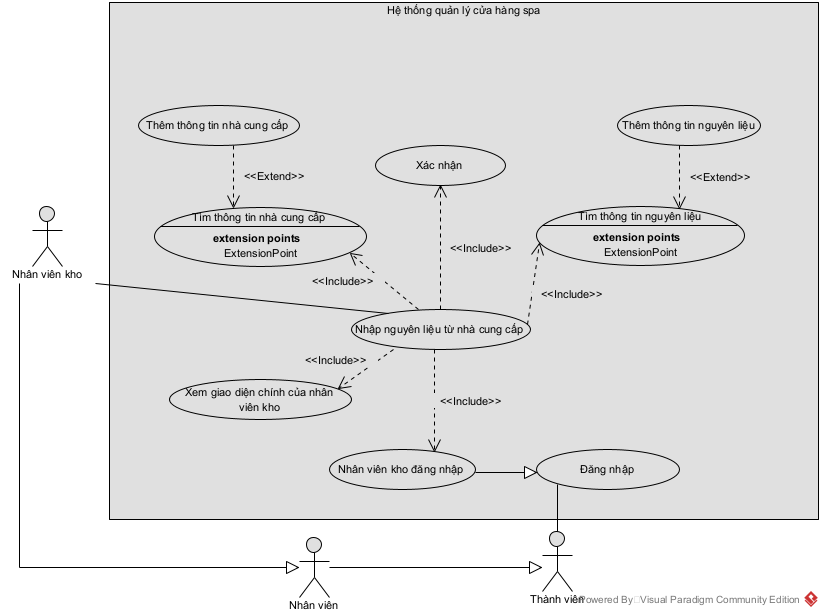 Hệ thống quản lý cửa hàng spa
Thêm thông tin nhà cung cấp
Thêm thông tin nguyên liệu
Xác nhận
<<Extend>>
<<Extend>>
Tìm thông tin nhà cung cấp
extension points
ExtensionPoint
Tìm thông tin nguyên liệu
extension points
ExtensionPoint
<<Include>>
Nhân viên kho
<<Include>>
<<Include>>
Nhập nguyên liệu từ nhà cung cấp
<<Include>>
Xem giao diện chính của nhân
viên kho
<<Include>>
Nhân viên kho đăng nhập
Đăng nhập
Nhân viên
Thành viên
Powered By Visual Paradigm Community Edition